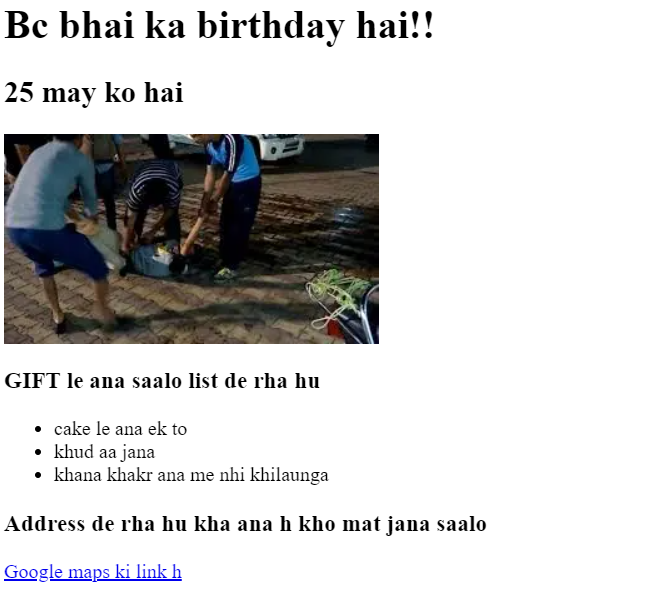 Bc bhai ka birthday hai!!
25 may ko hai
GIFT le ana saalo list de rha hu
cake le ana ek to
khud aa jana
khana khakr ana me nhi khilaunga
Address de rha hu kha ana h kho mat jana saalo
Google maps ki link h